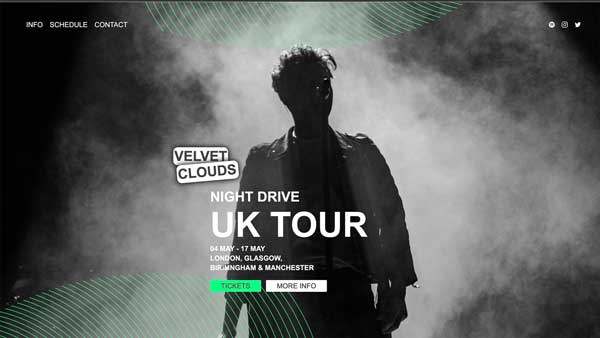 INFO SCHEDULE CONTACT
VELVET
CLOUDS
NIGHT DRIVE
UK TOUR
04 MAY - 17 MAY
LONDON, GLASGOW,
BIRMINGHAM & MANCHESTER
TICKETS MORE INFO